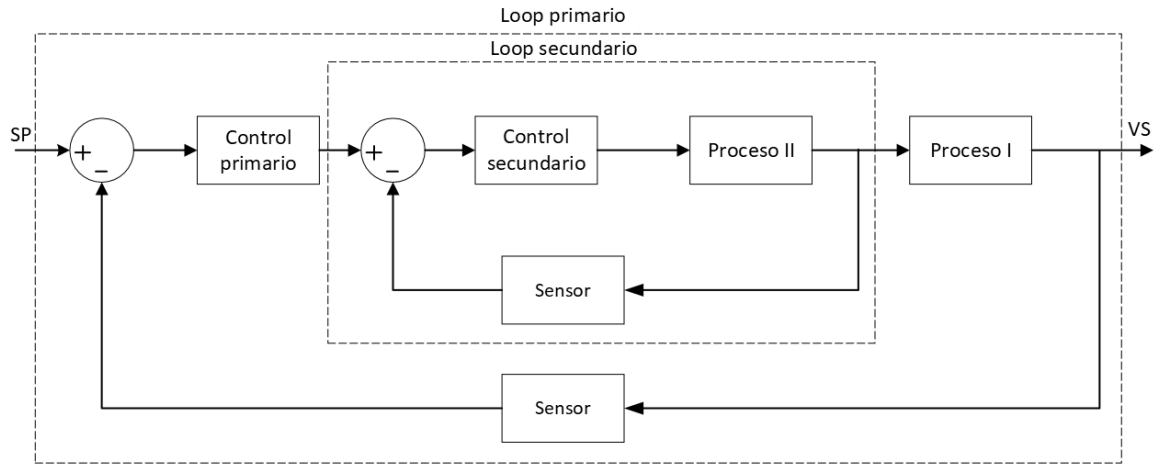 Loop primario
Loop secundario
SP
+
−
Control
primario
+
−
Control
secundario
Proceso II
Proceso I
VS
Sensor
Sensor